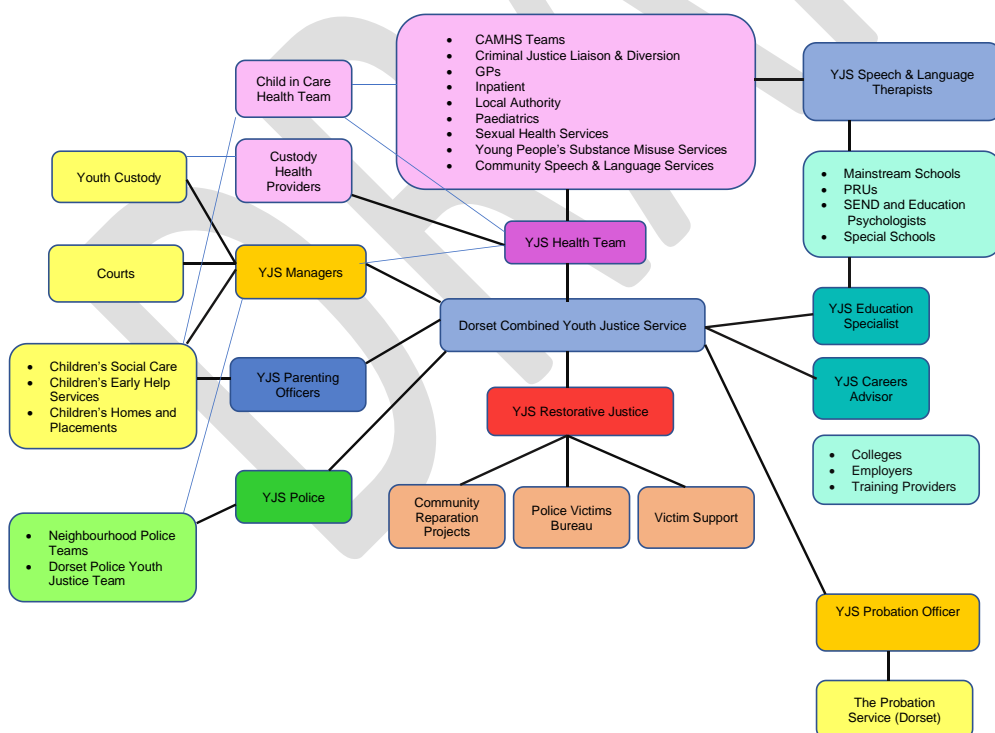 • CAMHS Teams
• Criminal Justice Liaison & Diversion
• GPs
• Inpatient
• Local Authority
• Paediatrics
• Sexual Health Services
• Young People's Substance Misuse Services
• Community Speech & Language Services
YJS Speech & Language
Therapists
Child in Care
Health Team
Custody
Health
Providers
Youth Custody
• Mainstream Schools
• PRUs
• SEND and Education
Psychologists
• Special Schools
YJS Health Team
Courts
YJS Managers
Dorset Combined Youth Justice Service
YJS Education
Specialist
• Children's Social Care
• Children's Early Help
Services
• Children's Homes and
Placements
YJS Parenting
Officers
YJS Careers
Advisor
YJS Restorative Justice
• Colleges
• Employers
• Training Providers
YJS Police
Community
Reparation
Projects
Police Victims
Bureau
Victim Support
• Neighbourhood Police
Teams
• Dorset Police Youth
Justice Team
YJS Probation Officer
The Probation
Service (Dorset)